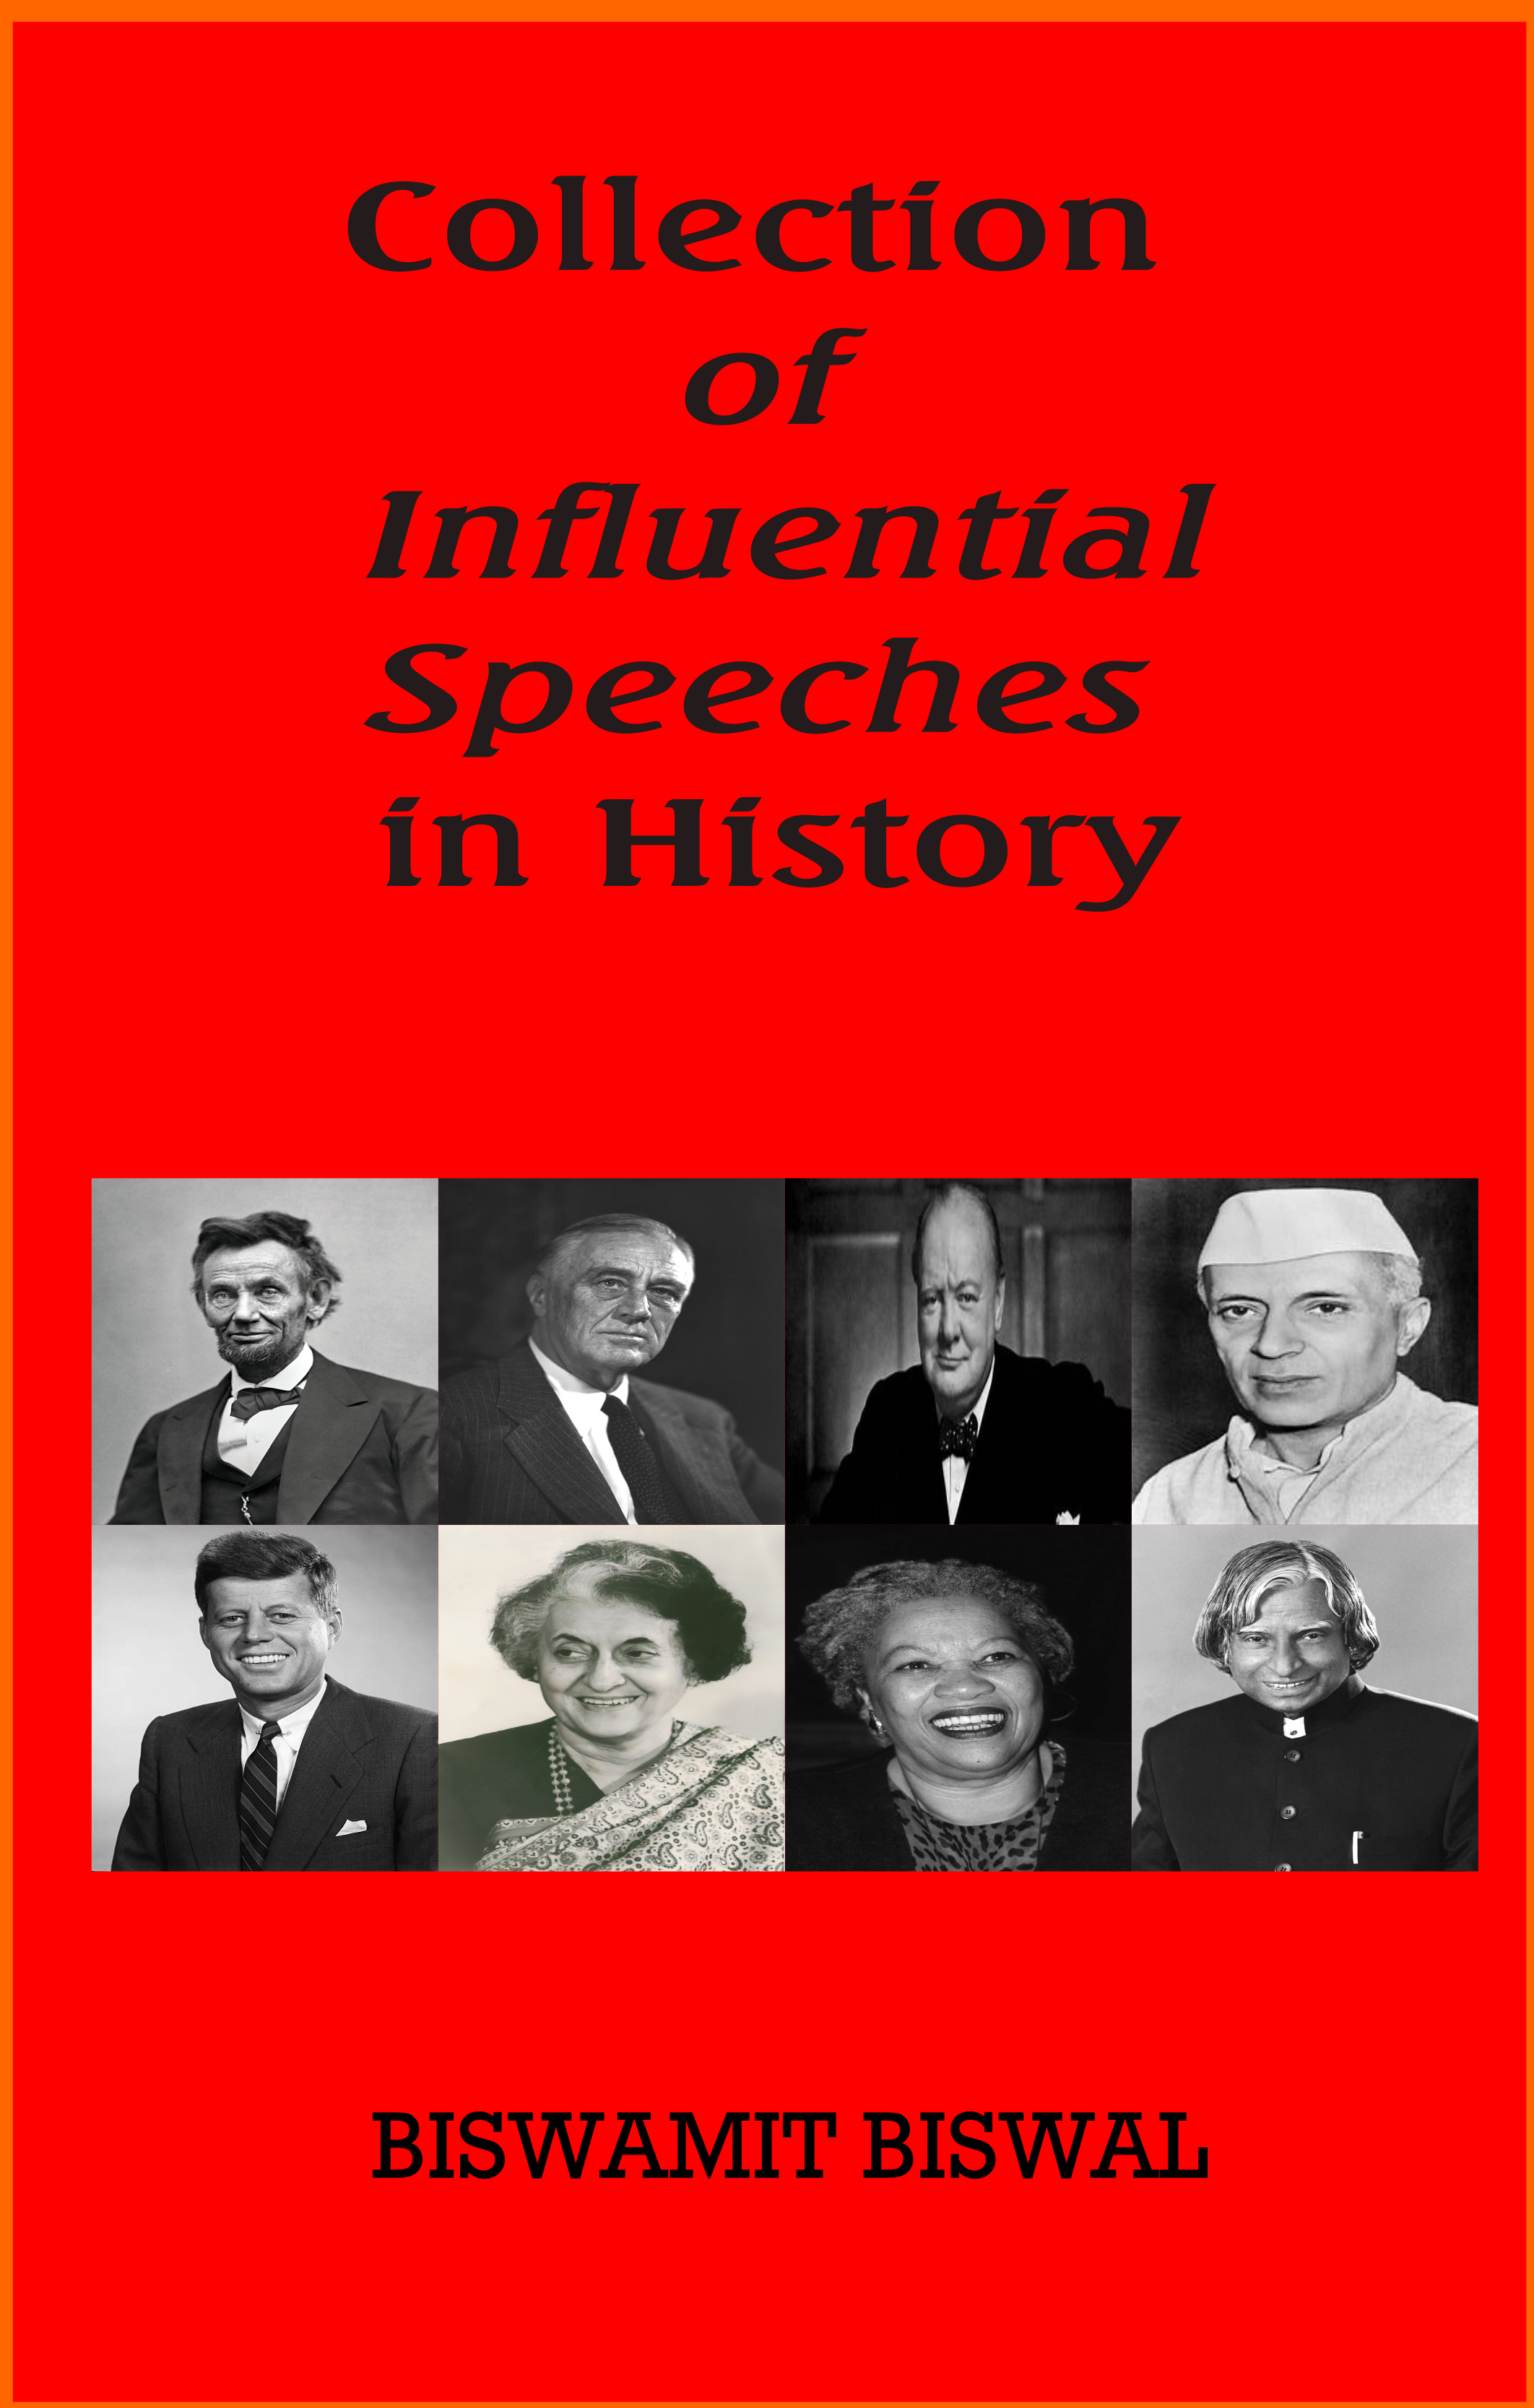 Collection
of
Influential
Speeches
in History
BISWAMIT BISWAL